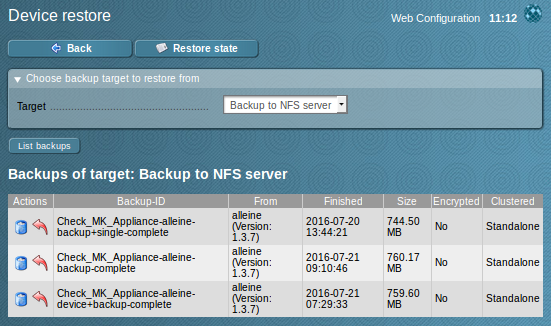 Device restore
Web Configuration 11:12
Back
Restore state
Choose backup target to restore from
Target
Backup to NFS server
List backups
Backups of target: Backup to NFS server
Actions Backup-ID From Finished Size Encrypted Clustered
Check_MK_Appliance-alleine- alleine 2016-07-20 744.50 No Standalone
backup+single-complete (Version: 13:44:21 MB
1.3.7)
Check_MK_Appliance-alleine- alleine 2016-07-21 760.17 No Standalone
backup-complete (Version: 09:10:46 MB
1.3.7)
Check_MK_Appliance-alleine- alleine 2016-07-21 759.60 No Standalone
device+backup-complete (Version: 07:29:33 MB
1.3.7)